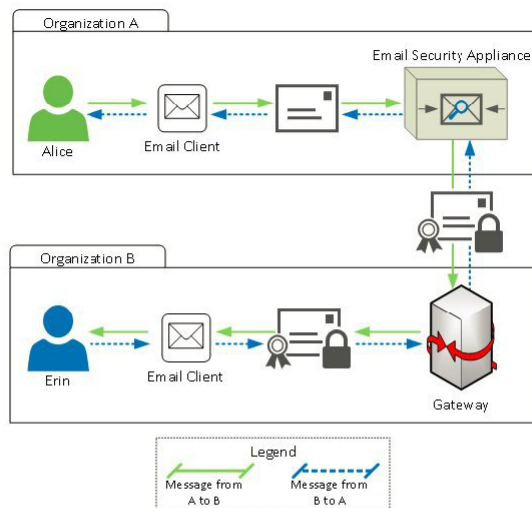 Organization A
Email Security Appliance
Alice
Email Client
Organization B
Erin
Email Client
Gateway
Legend
Message from
A to B
Message from
B to A